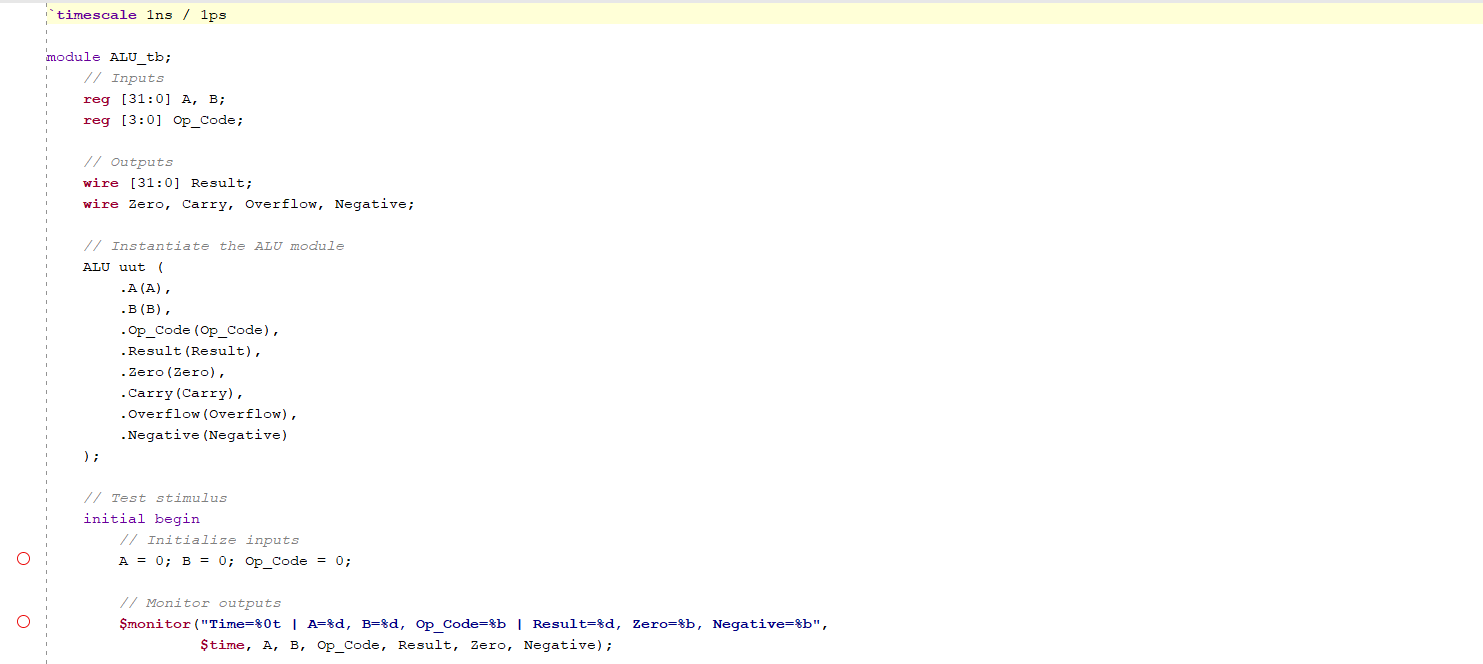 `timescale 1ns / 1ps
module ALU_tb;
// Inputs
reg [31:0] A, B;
reg [3:0] Op_Code;
// Outputs
wire [31:0] Result;
wire Zero, Carry, Overflow, Negative;
// Instantiate the ALU module
ALU uut (
.A(A),
.B(B),
.Op_Code(Op_Code),
.Result(Result),
.Zero(Zero),
.Carry(Carry),
.Overflow(Overflow),
.Negative(Negative)
);
// Test stimulus
initial begin
// Initialize inputs
A = 0; B = 0; Op_Code = 0;
// Monitor outputs
$monitor("Time=%0t | A=%d, B=%d, Op_Code=%b | Result=%d, Zero=%b, Negative=%b",
$time, A, B, Op_Code, Result, Zero, Negative);